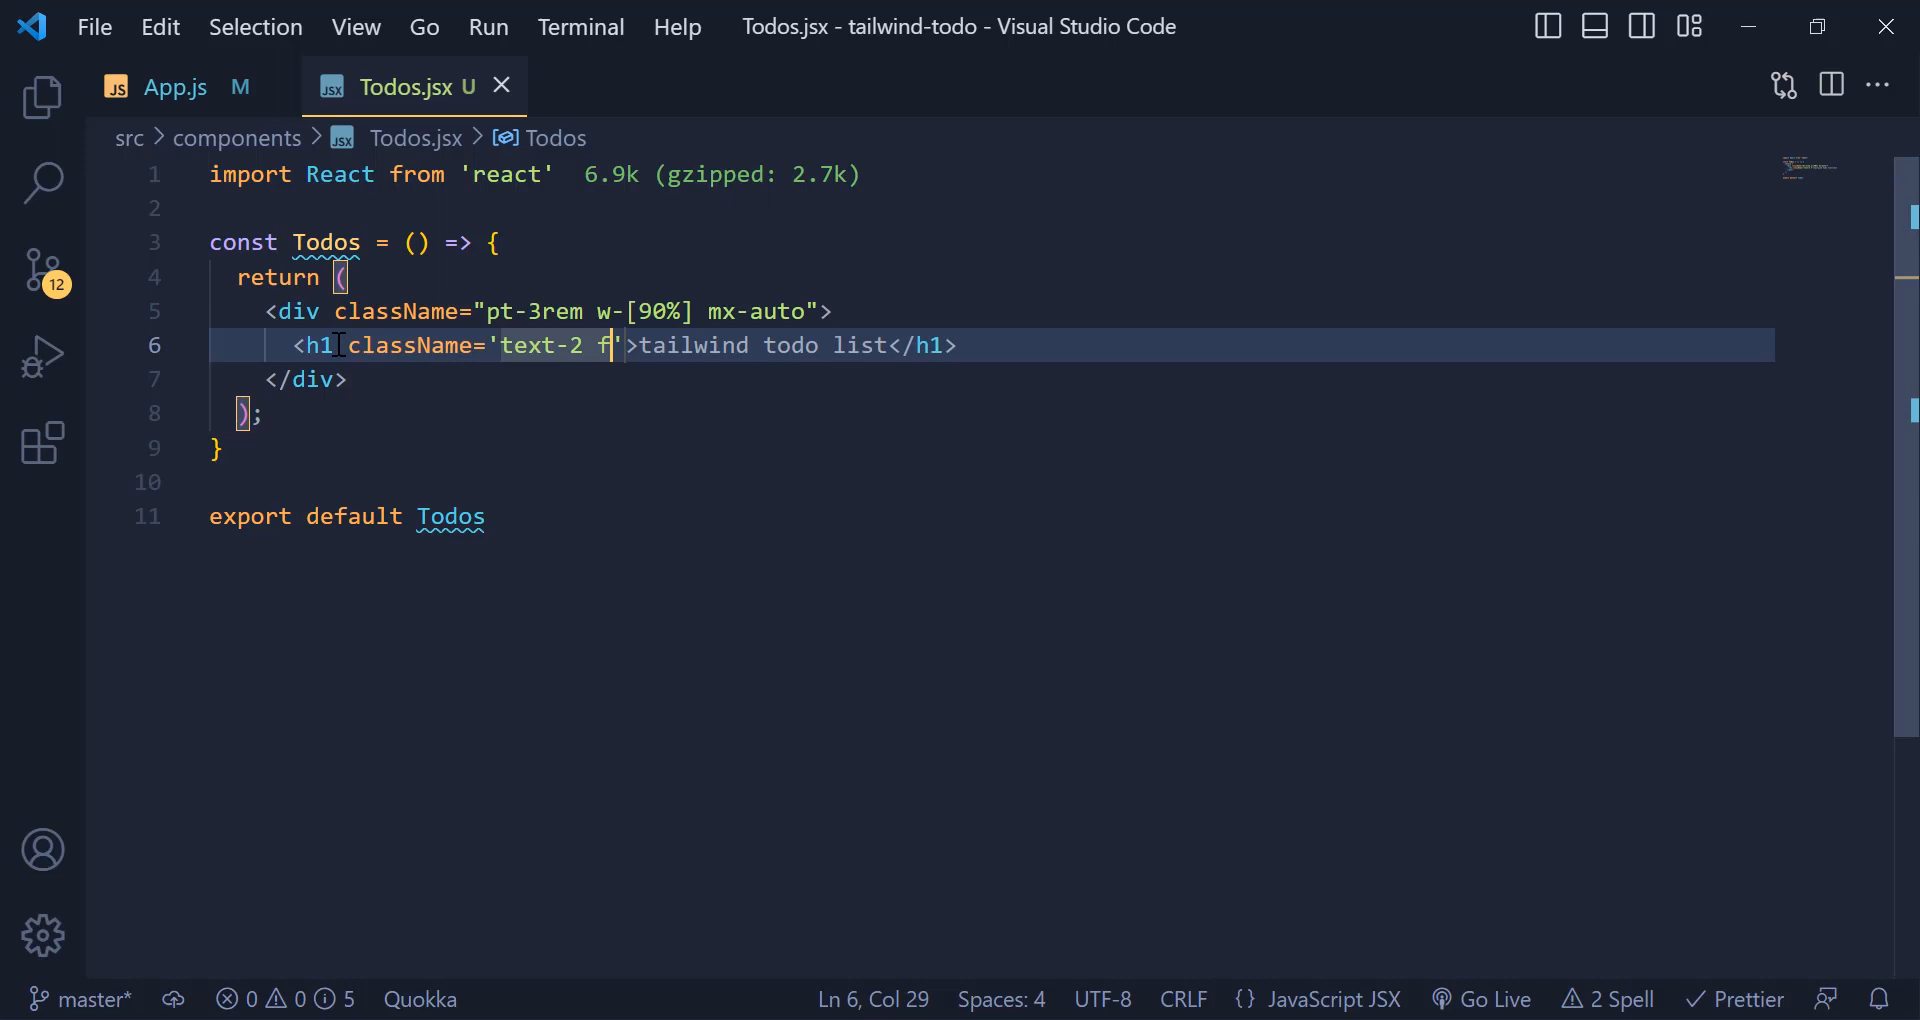 File Edit Selection View Go Run Terminal Help Todos.jsx - tailwind-todo - Visual Studio Code
JS App.js M JSX Todos.jsx U
src > components > JSX Todos.jsx > Todos
1 import React from 'react' 6.9k (gzipped: 2.7k)
2
3 const Todos = () => {
4 return (
5 <div className="pt-3rem w-[90%] mx-auto">
6 <h1 className='text-2 f'>tailwind todo list</h1>
7 </div>
8 );
9 }
10
11 export default Todos
12
master* 0 0 5 Quokka Ln 6, Col 29 Spaces: 4 UTF-8 CRLF {} JavaScript JSX Go Live 2 Spell Prettier